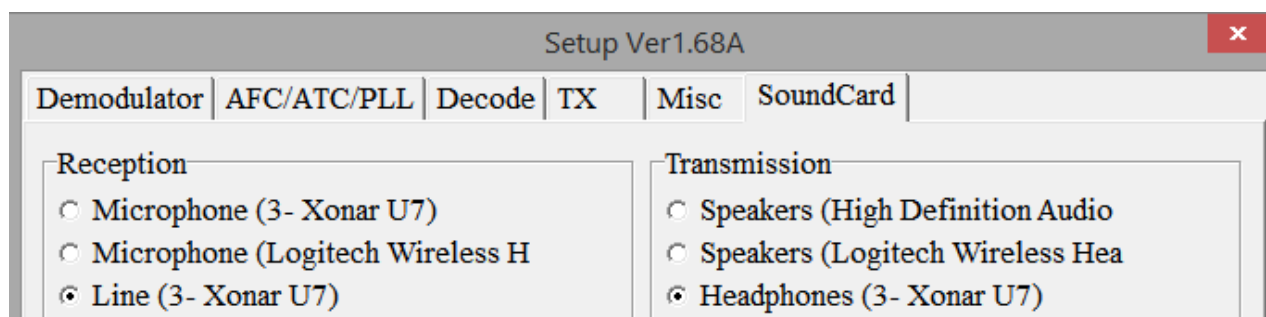 Setup Ver1.68A
Demodulator AFC/ATC/PLL Decode TX Misc SoundCard
Reception
Microphone (3- Xonar U7)
Microphone (Logitech Wireless H
Line (3- Xonar U7)
Transmission
Speakers (High Definition Audio
Speakers (Logitech Wireless Hea
Headphones (3- Xonar U7)